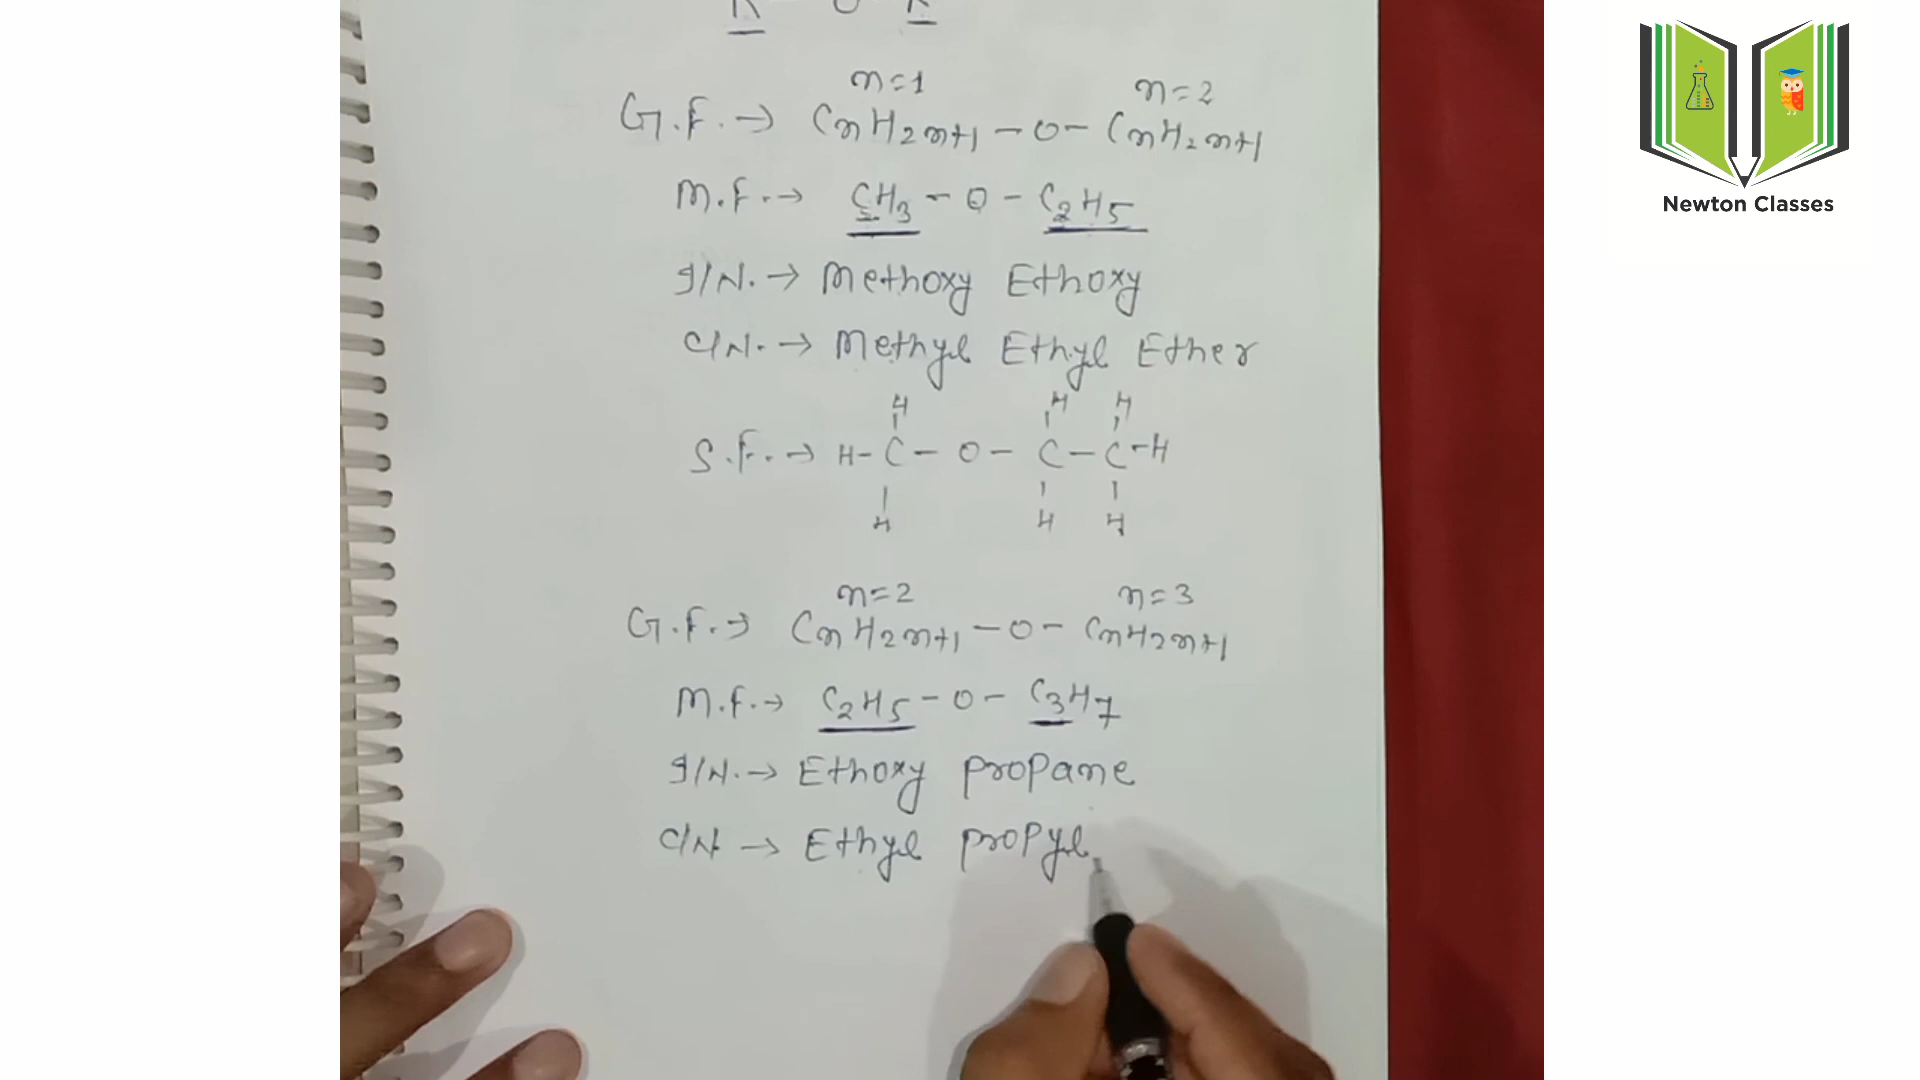 R O R
n=1 n=2
G.F. → CnH2n+1 - O - CnH2n+1
M.F. → CH3 - O - C2H5
I/N. → Methoxy Ethoxy
C/N. → Methyl Ethyl Ether
H H H
S.F. → H-C - O - C - C-H
H H H
n=2 n=3
G.F. → CnH2n+1 - O - CnH2n+1
M.F. → C2H5 - O - C3H7
I/N. → Ethoxy propane
C/N → Ethyl propyl
Newton Classes